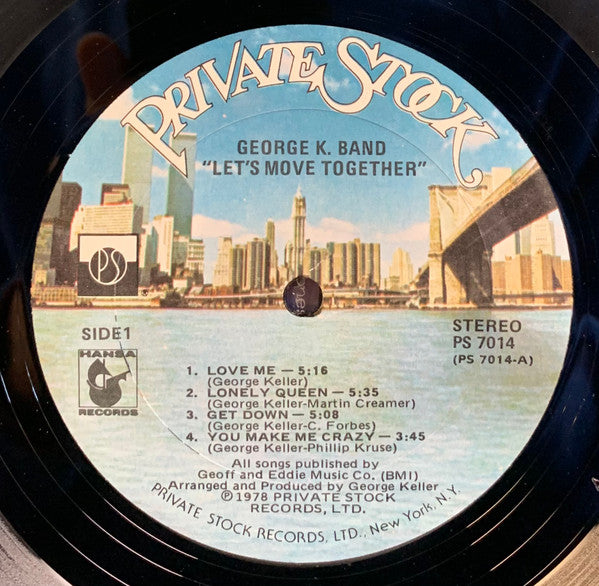 PRIVATE STOCK
GEORGE K. BAND
"LET'S MOVE TOGETHER"
PS
SIDE 1
HANSA
RECORDS
STEREO
PS 7014
(PS 7014-A)
1. LOVE ME — 5:16
(George Keller)
2. LONELY QUEEN — 5:35
(George Keller-Martin Creamer)
3. GET DOWN — 5:08
(George Keller-C. Forbes)
4. YOU MAKE ME CRAZY — 3:45
(George Keller-Phillip Kruse)
All songs published by
Geoff and Eddie Music Co. (BMI)
Arranged and Produced by George Keller
℗1978 PRIVATE STOCK
RECORDS, LTD.
PRIVATE STOCK RECORDS, LTD., New York, N.Y.